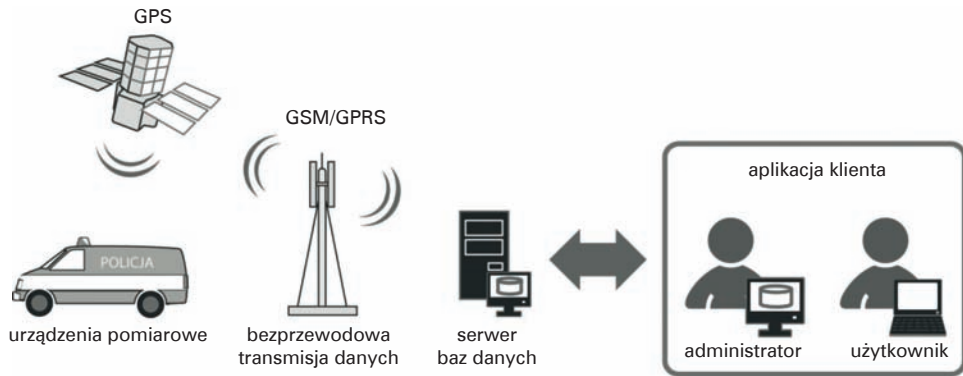 GPS
GSM/GPRS
aplikacja klienta
POLICJA
urządzenia pomiarowe
bezprzewodowa
transmisja danych
serwer
baz danych
administrator
użytkownik